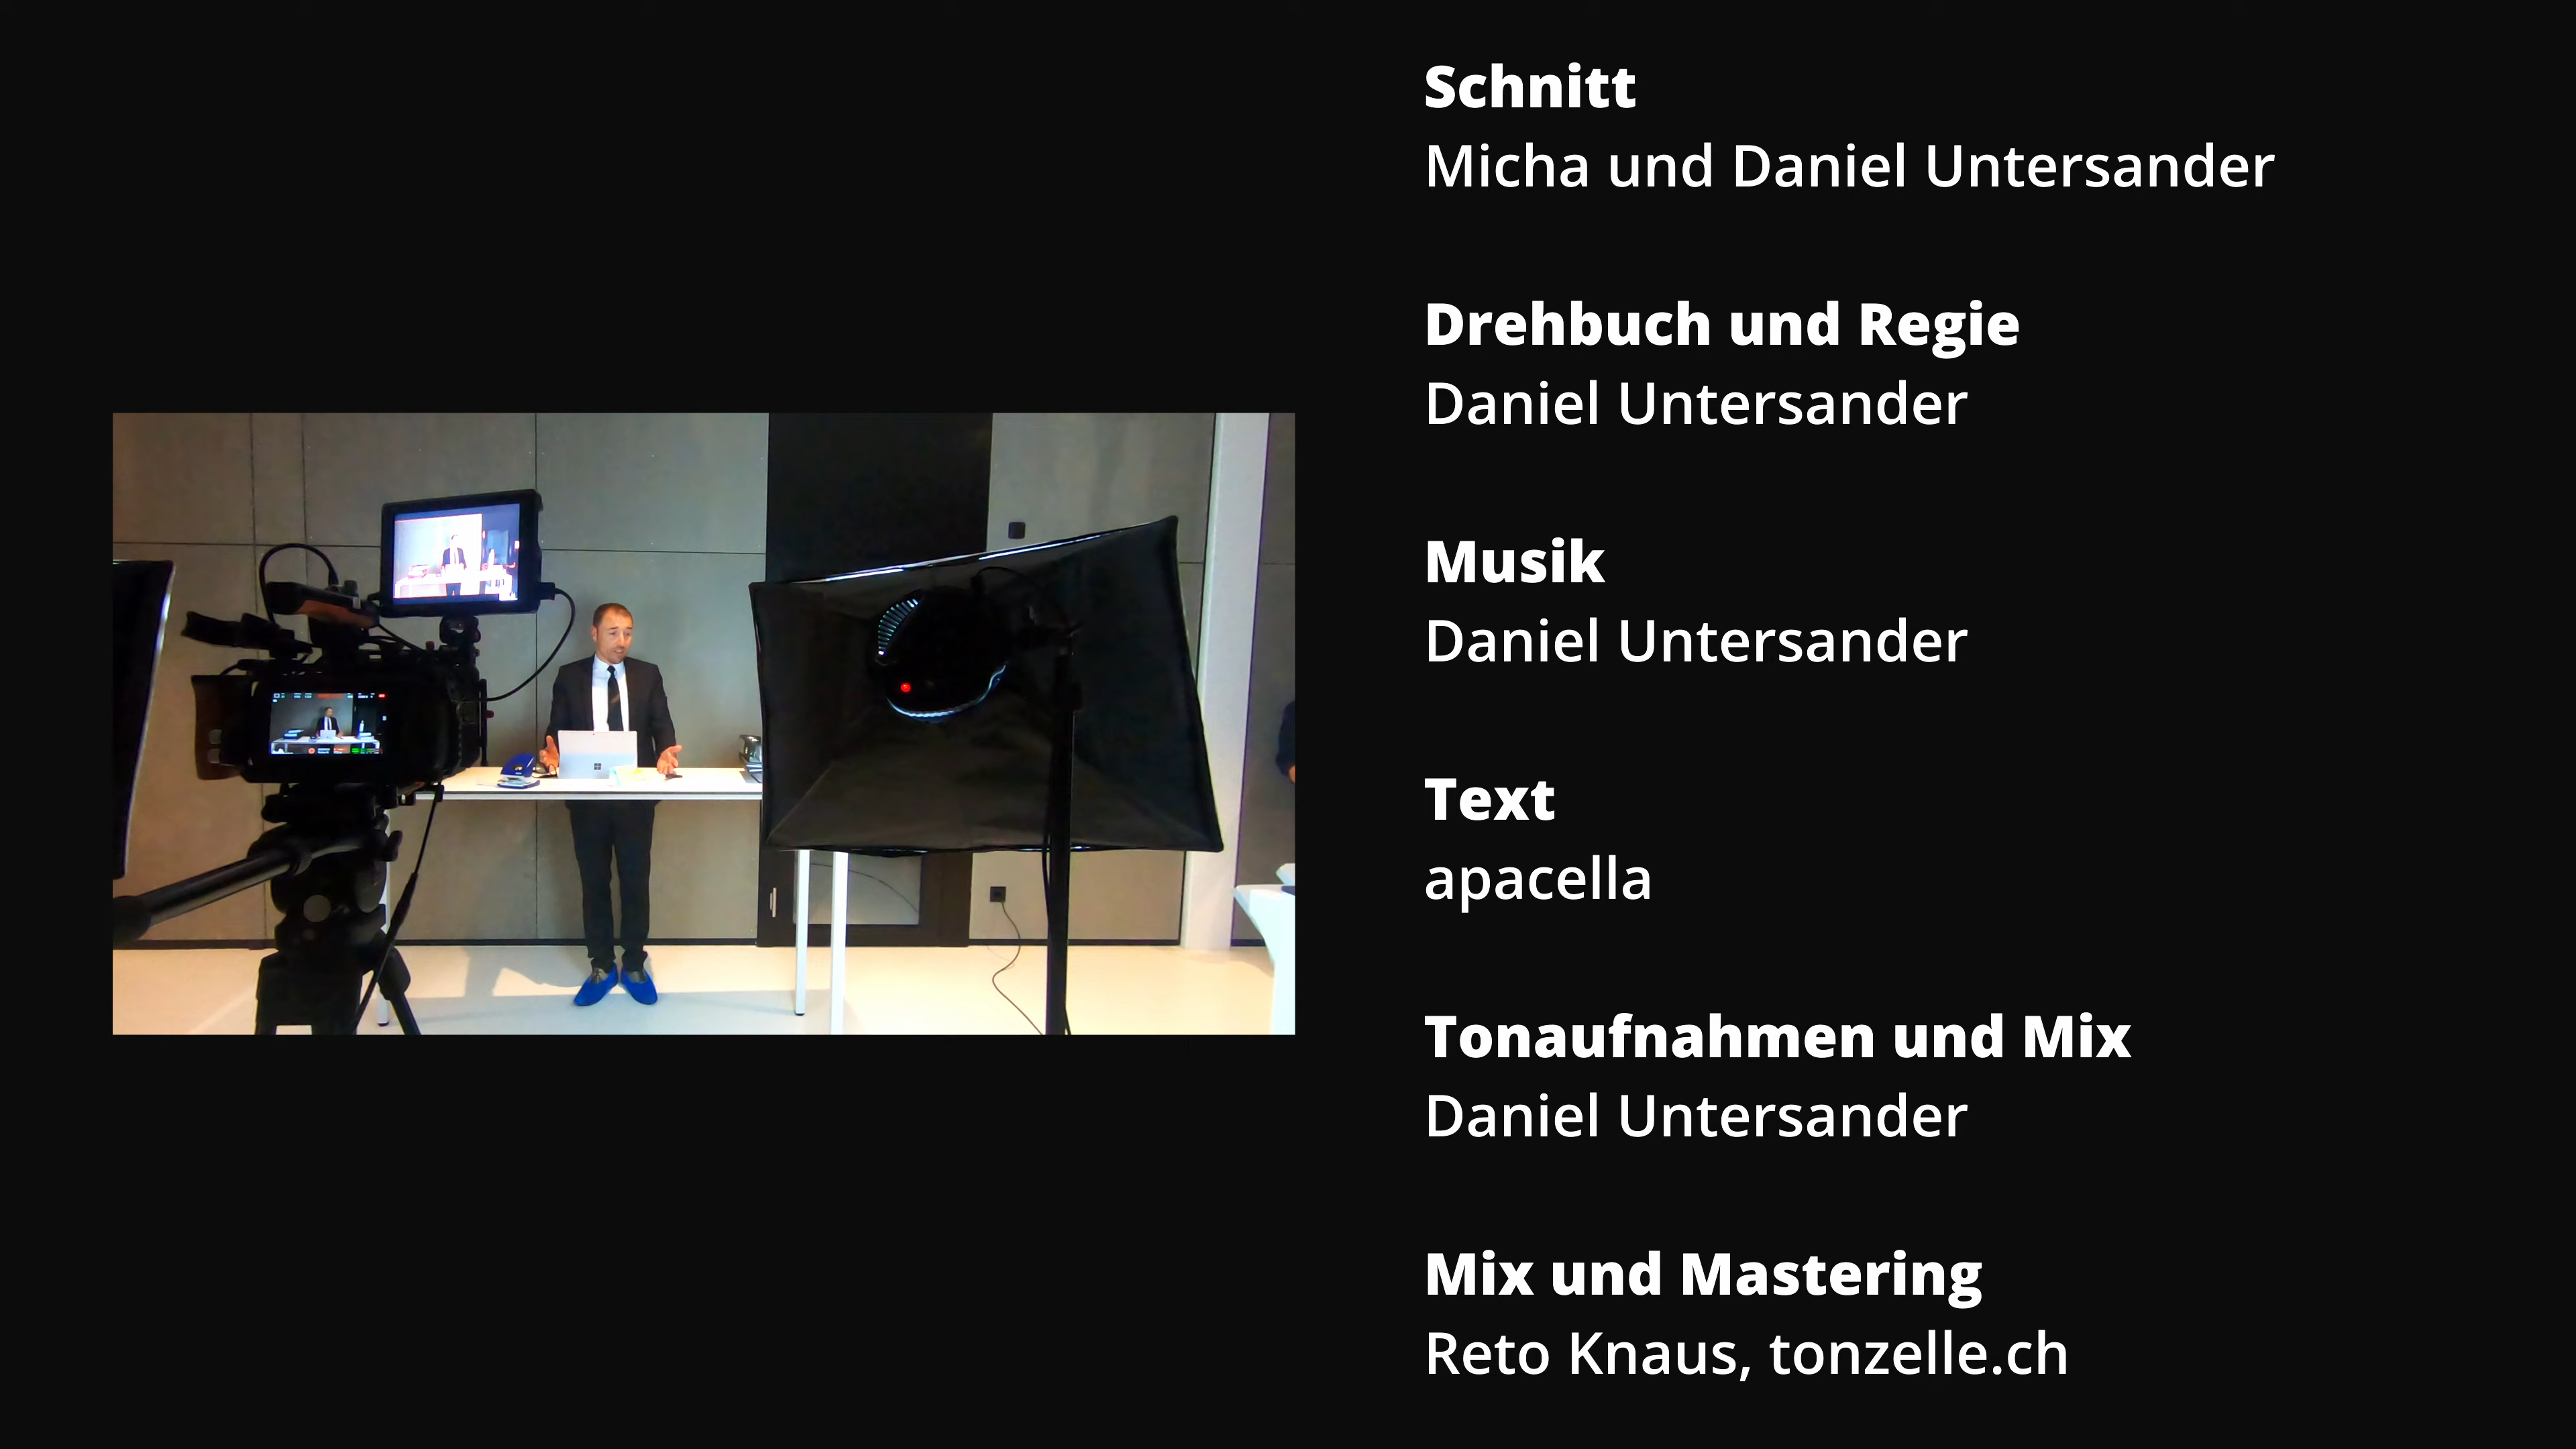 Schnitt
Micha und Daniel Untersander
Drehbuch und Regie
Daniel Untersander
Musik
Daniel Untersander
Text
apacella
Tonaufnahmen und Mix
Daniel Untersander
Mix und Mastering
Reto Knaus, tonzelle.ch